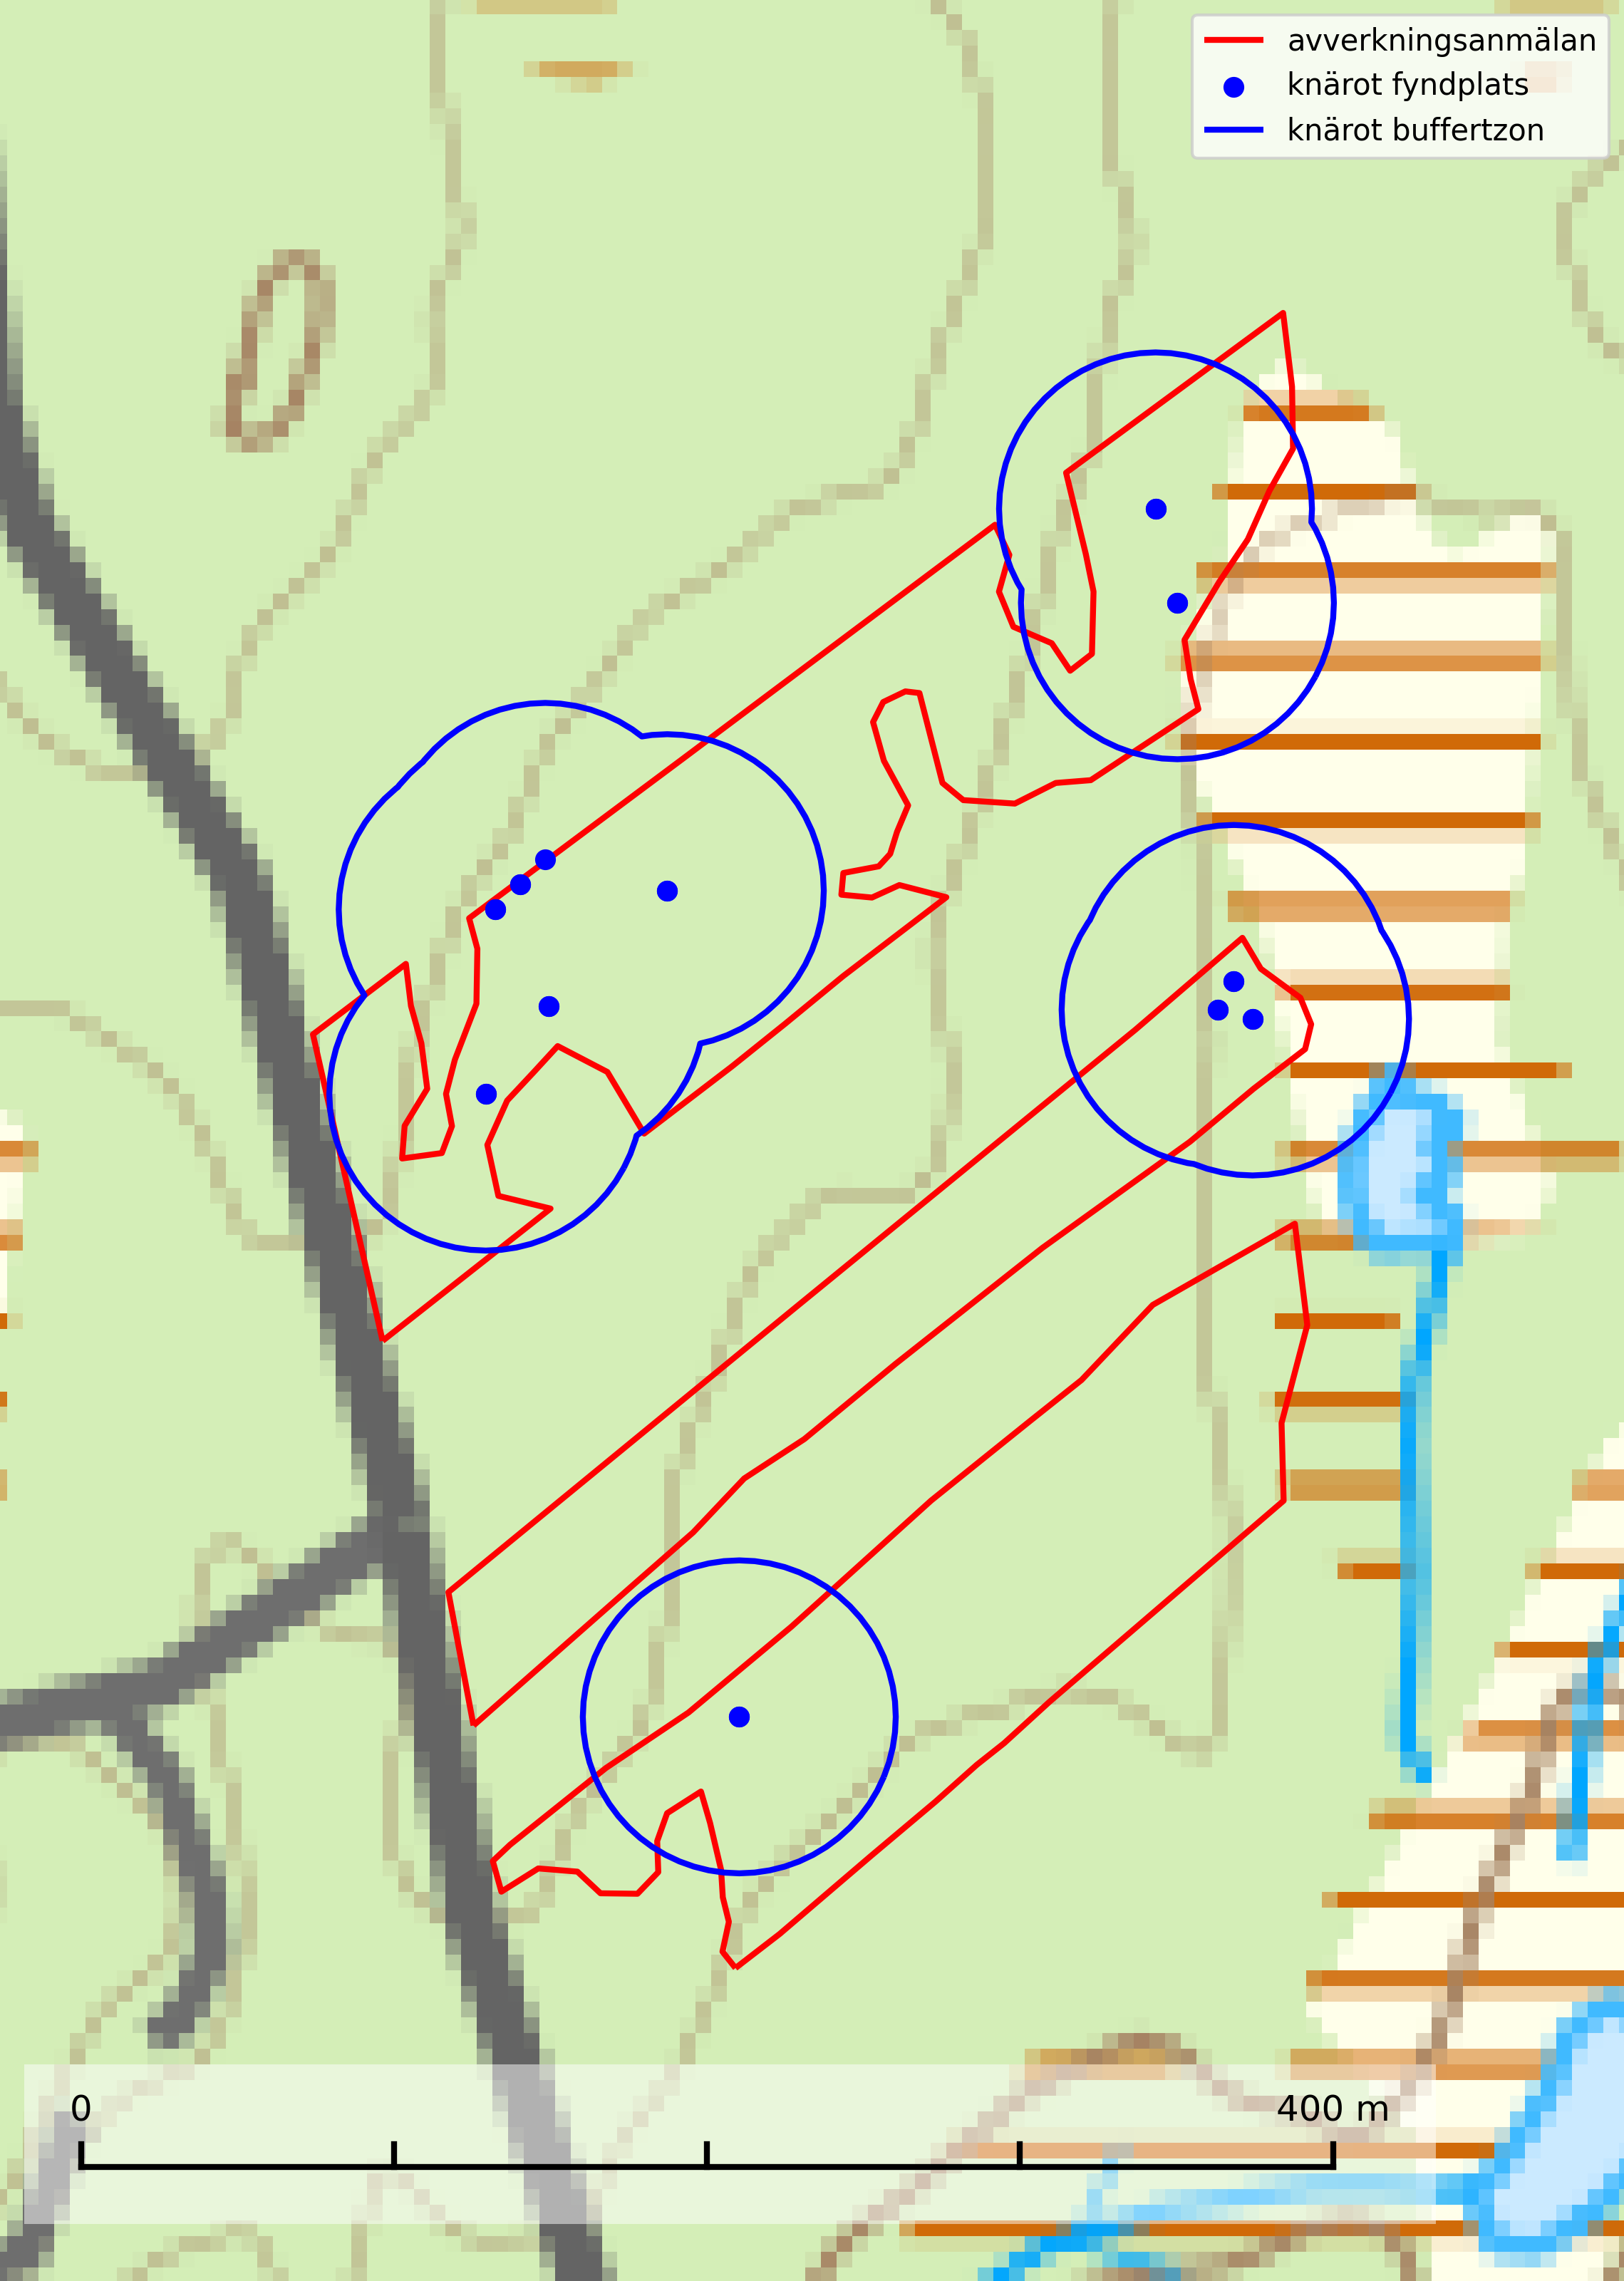 avverkningsanmälan
knärot fyndplats
knärot buffertzon
0
400 m